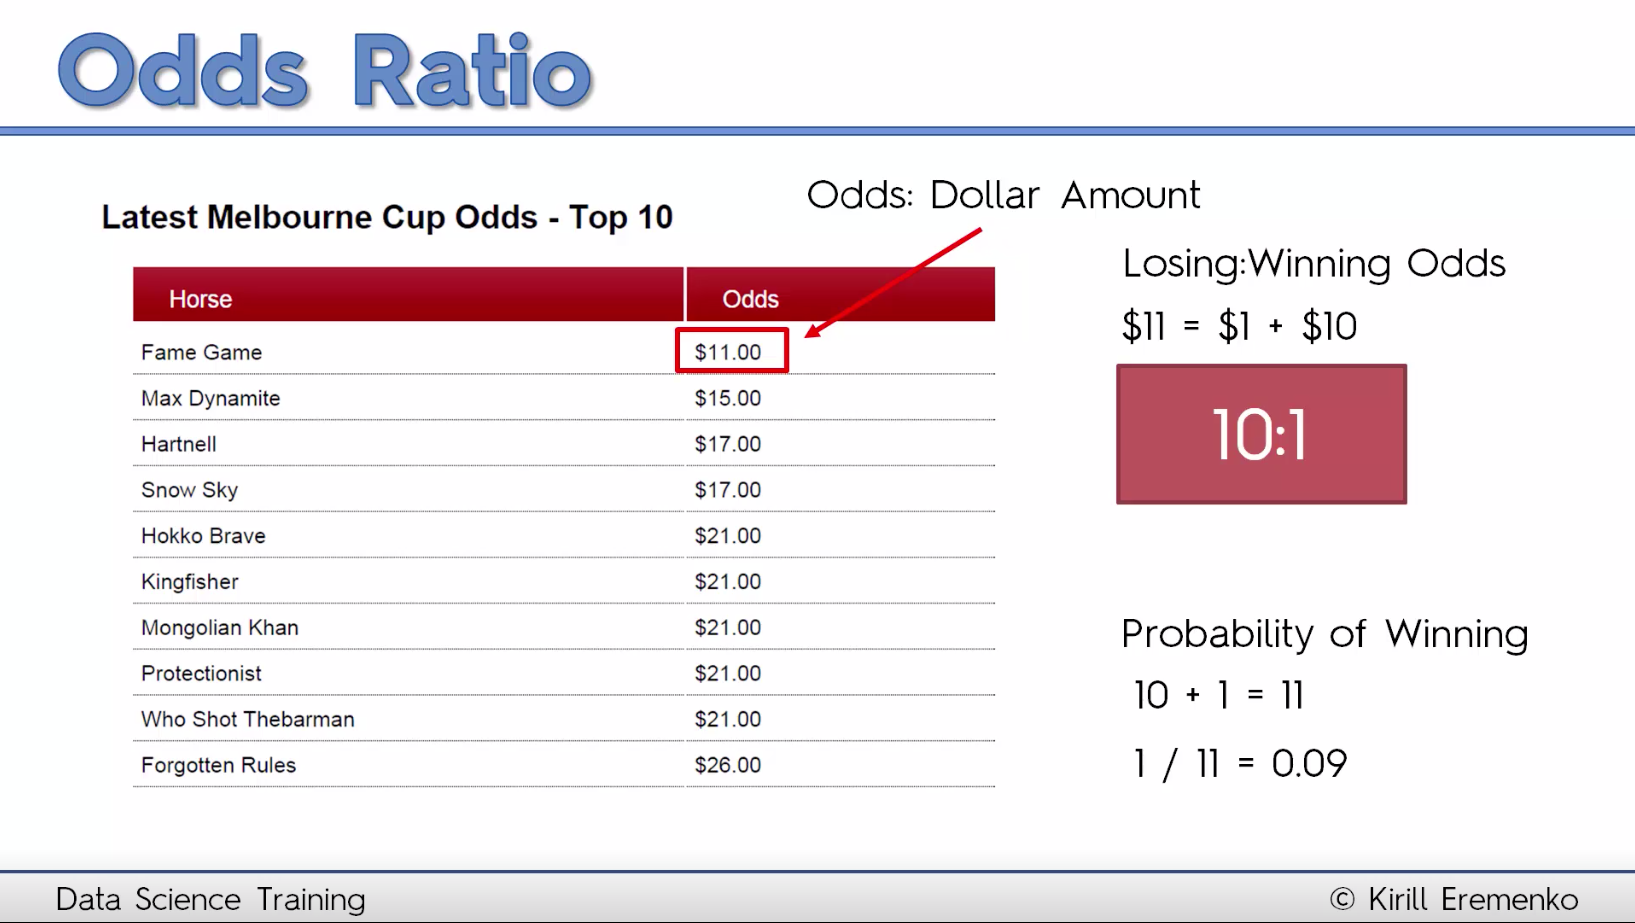 Odds Ratio
Odds: Dollar Amount
Latest Melbourne Cup Odds - Top 10
Horse Odds
Fame Game $11.00
Max Dynamite $15.00
Hartnell $17.00
Snow Sky $17.00
Hokko Brave $21.00
Kingfisher $21.00
Mongolian Khan $21.00
Protectionist $21.00
Who Shot Thebarman $21.00
Forgotten Rules $26.00
Losing:Winning Odds
$11 = $1 + $10
10:1
Probability of Winning
10 + 1 = 11
1 / 11 = 0.09
Data Science Training
© Kirill Eremenko